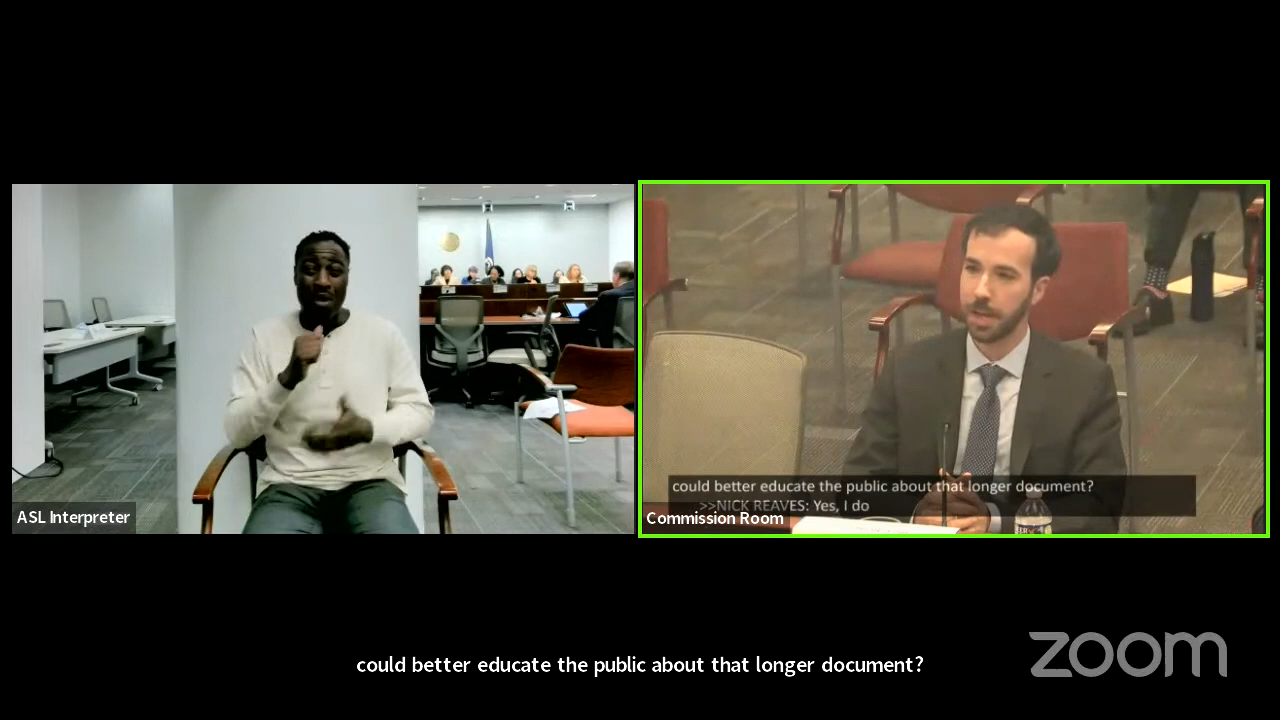 ASL Interpreter
could better educate the public about that longer document?
>>NICK REAVES: Yes, I do
Commission Room
could better educate the public about that longer document?
zoom